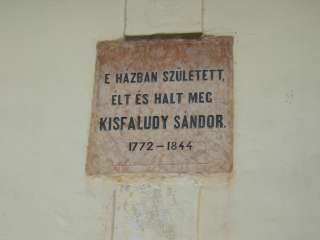 E HÁZBAN SZÜLETETT,
ÉLT ÉS HALT MEG
KISFALUDY SÁNDOR.
1772-1844